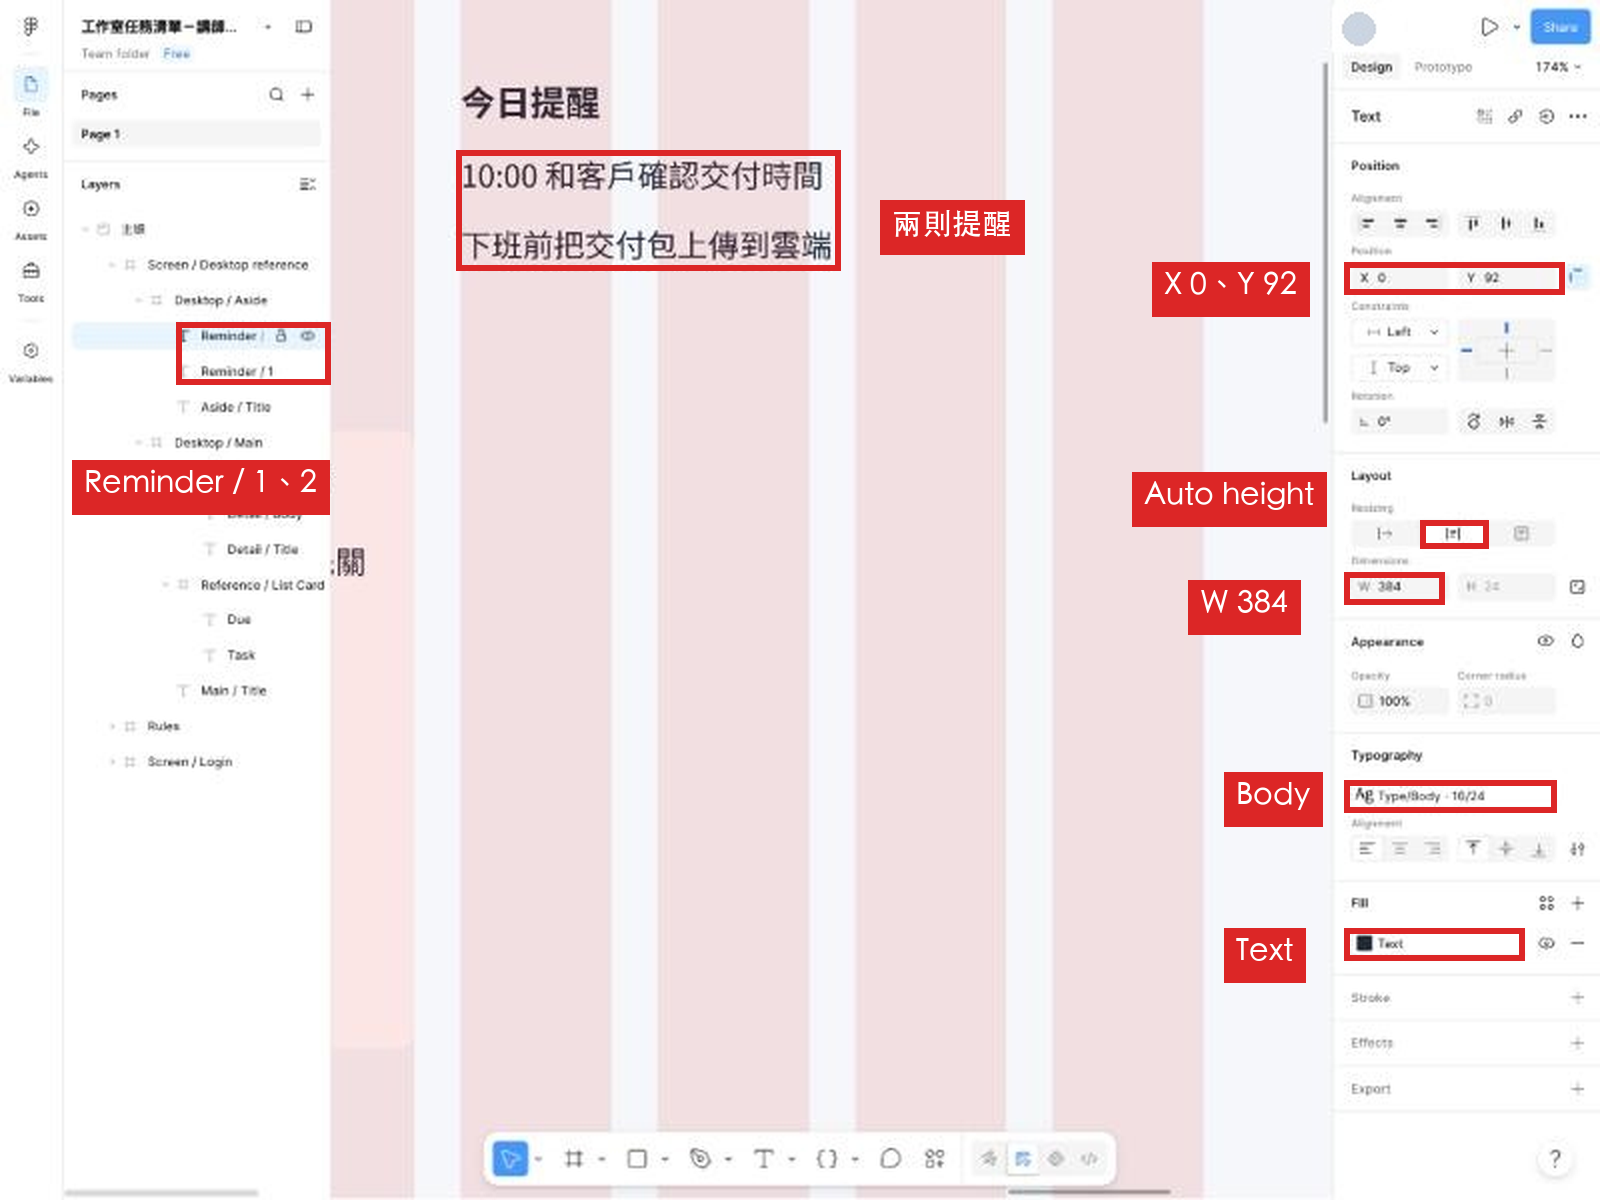 工作室任務清單－講師...
Team folder Free
File
Agents
Assets
Tools
Variables
Pages
Page 1
Layers
主頻
Screen / Desktop reference
Desktop / Aside
Reminder /
Reminder / 1
Aside / Title
Desktop / Main
Reminder / 1、2
Detail / Body
Detail / Title
Reference / List Card
Due
Task
Main / Title
Rules
Screen / Login
今日提醒
10:00 和客戶確認交付時間
下班前把交付包上傳到雲端
兩則提醒
關
X 0、Y 92
Auto height
W 384
Body
Text
Share
Design Prototype 174%
Text
Position
Alignment
Position
X 0 Y 92
Constraints
Left
Top
Rotation
0°
Layout
Resizing
Dimensions
W 384 H 24
Appearance
Opacity Corner radius
100% 0
Typography
Ag Type/Body · 16/24
Alignment
Fill
Text
Stroke
Effects
Export
?